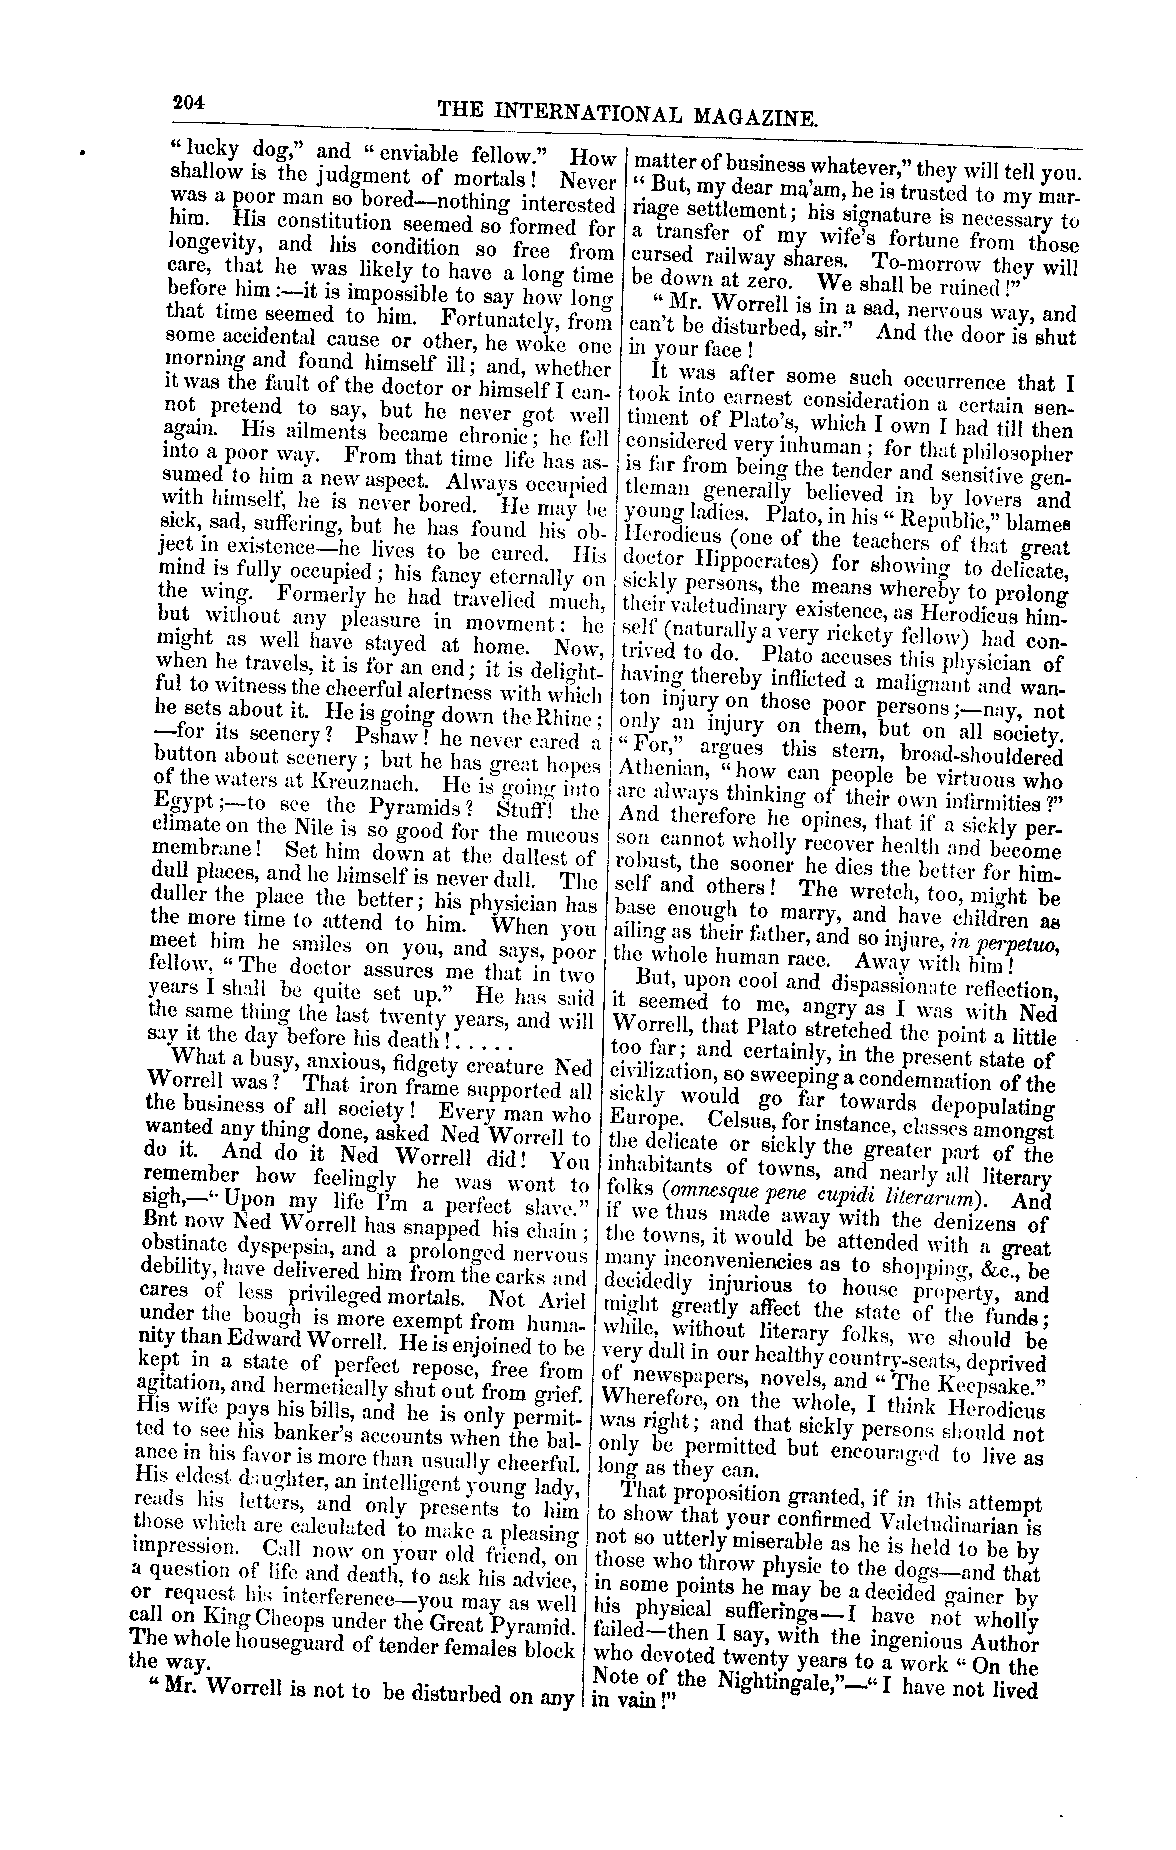 204
THE INTERNATIONAL MAGAZINE.
“lucky dog,” and “enviable fellow.” How
shallow is the judgment of mortals! Never
was a poor man so bored—nothing interested
him. His constitution seemed so formed for
longevity, and his condition so free from
care, that he was likely to have a long time
before him:—it is impossible to say how long
that time seemed to him. Fortunately, from
some accidental cause or other, he woke one
morning and found himself ill; and, whether
it was the fault of the doctor or himself I can-
not pretend to say, but he never got well
again. His ailments became chronic; he fell
into a poor way. From that time life has as-
sumed to him a new aspect. Always occupied
with himself, he is never bored. He may be
sick, sad, suffering, but he has found his ob-
ject in existence—he lives to be cured. His
mind is fully occupied; his fancy eternally on
the wing. Formerly he had travelled much,
but without any pleasure in movment: he
might as well have stayed at home. Now,
when he travels, it is for an end; it is delight-
ful to witness the cheerful alertness with which
he sets about it. He is going down the Rhine;
—for its scenery? Pshaw! he never cared a
button about scenery; but he has great hopes
of the waters at Kreuznach. He is going into
Egypt;—to see the Pyramids? Stuff! the
climate on the Nile is so good for the mucous
membrane! Set him down at the dullest of
dull places, and he himself is never dull. The
duller the place the better; his physician has
the more time to attend to him. When you
meet him he smiles on you, and says, poor
fellow, “The doctor assures me that in two
years I shall be quite set up.” He has said
the same thing the last twenty years, and will
say it the day before his death!.....
What a busy, anxious, fidgety creature Ned
Worrell was? That iron frame supported all
the business of all society! Every man who
wanted any thing done, asked Ned Worrell to
do it. And do it Ned Worrell did! You
remember how feelingly he was wont to
sigh,—“Upon my life I'm a perfect slave.”
Bnt now Ned Worrell has snapped his chain;
obstinate dyspepsia, and a prolonged nervous
debility, have delivered him from the carks and
cares of less privileged mortals. Not Ariel
under the bough is more exempt from huma-
nity than Edward Worrell. He is enjoined to be
kept in a state of perfect repose, free from
agitation, and hermetically shut out from grief.
His wife pays his bills, and he is only permit-
ted to see his banker's accounts when the bal-
ance in his favor is more than usually cheerful.
His eldest daughter, an intelligent young lady,
reads his letters, and only presents to him
those which are calculated to make a pleasing
impression. Call now on your old friend, on
a question of life and death, to ask his advice,
or request his interference—you may as well
call on King Cheops under the Great Pyramid.
The whole houseguard of tender females block
the way.
“Mr. Worrell is not to be disturbed on any
matter of business whatever,” they will tell you.
“But, my dear ma'am, he is trusted to my mar-
riage settlement; his signature is necessary to
a transfer of my wife's fortune from those
cursed railway shares. To-morrow they will
be down at zero. We shall be ruined!”
“Mr. Worrell is in a sad, nervous way, and
can't be disturbed, sir.” And the door is shut
in your face!
It was after some such occurrence that I
took into earnest consideration a certain sen-
timent of Plato's, which I own I had till then
considered very inhuman; for that philosopher
is far from being the tender and sensitive gen-
tleman generally believed in by lovers and
young ladies. Plato, in his “Republic,” blames
Herodicus (one of the teachers of that great
doctor Hippocrates) for showing to delicate,
sickly persons, the means whereby to prolong
their valetudinary existence, as Herodicus him-
self (naturally a very rickety fellow) had con-
trived to do. Plato accuses this physician of
having thereby inflicted a malignant and wan-
ton injury on those poor persons;—nay, not
only an injury on them, but on all society.
“For,” argues this stern, broad-shouldered
Athenian, “how can people be virtuous who
are always thinking of their own infirmities?”
And therefore he opines, that if a sickly per-
son cannot wholly recover health and become
robust, the sooner he dies the better for him-
self and others! The wretch, too, might be
base enough to marry, and have children as
ailing as their father, and so injure, in perpetuo,
the whole human race. Away with him!
But, upon cool and dispassionate reflection,
it seemed to me, angry as I was with Ned
Worrell, that Plato stretched the point a little
too far; and certainly, in the present state of
civilization, so sweeping a condemnation of the
sickly would go far towards depopulating
Europe. Celsus, for instance, classes amongst
the delicate or sickly the greater part of the
inhabitants of towns, and nearly all literary
folks (omnesque pene cupidi literarum). And
if we thus made away with the denizens of
the towns, it would be attended with a great
many inconveniencies as to shopping, &c., be
decidedly injurious to house property, and
might greatly affect the state of the funds;
while, without literary folks, we should be
very dull in our healthy country-seats, deprived
of newspapers, novels, and “The Keepsake.”
Wherefore, on the whole, I think Herodicus
was right; and that sickly persons should not
only be permitted but encouraged to live as
long as they can.
That proposition granted, if in this attempt
to show that your confirmed Valetudinarian is
not so utterly miserable as he is held to be by
those who throw physic to the dogs—and that
in some points he may be a decided gainer by
his physical sufferings—I have not wholly
failed—then I say, with the ingenious Author
who devoted twenty years to a work “On the
Note of the Nightingale,”—“I have not lived
in vain!”